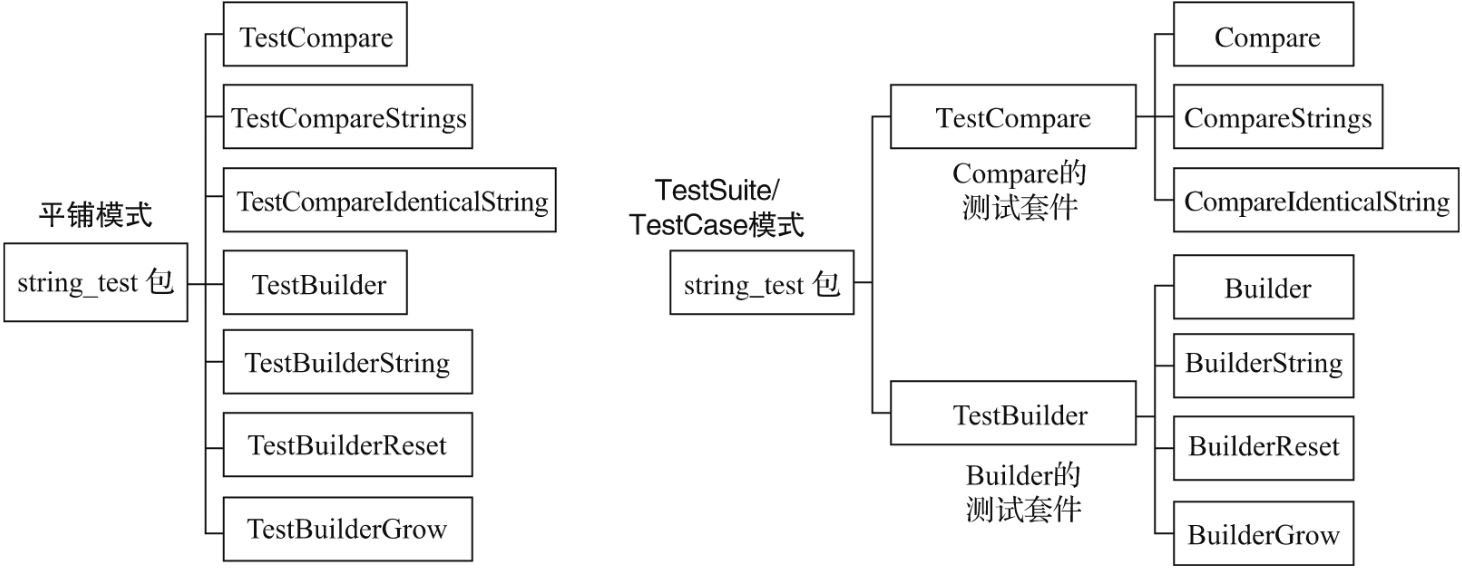 平铺模式
string_test 包
TestCompare
TestCompareStrings
TestCompareIdenticalString
TestBuilder
TestBuilderString
TestBuilderReset
TestBuilderGrow
TestSuite/
TestCase模式
string_test 包
TestCompare
Compare的
测试套件
Compare
CompareStrings
CompareIdenticalString
TestBuilder
Builder的
测试套件
Builder
BuilderString
BuilderReset
BuilderGrow